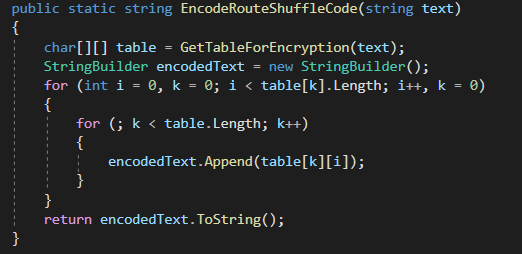 public static string EncodeRouteShuffleCode(string text)
{
    char[][] table = GetTableForEncryption(text);
    StringBuilder encodedText = new StringBuilder();
    for (int i = 0, k = 0; i < table[k].Length; i++, k = 0)
    {
        for (; k < table.Length; k++)
        {
            encodedText.Append(table[k][i]);
        }
    }
    return encodedText.ToString();
}